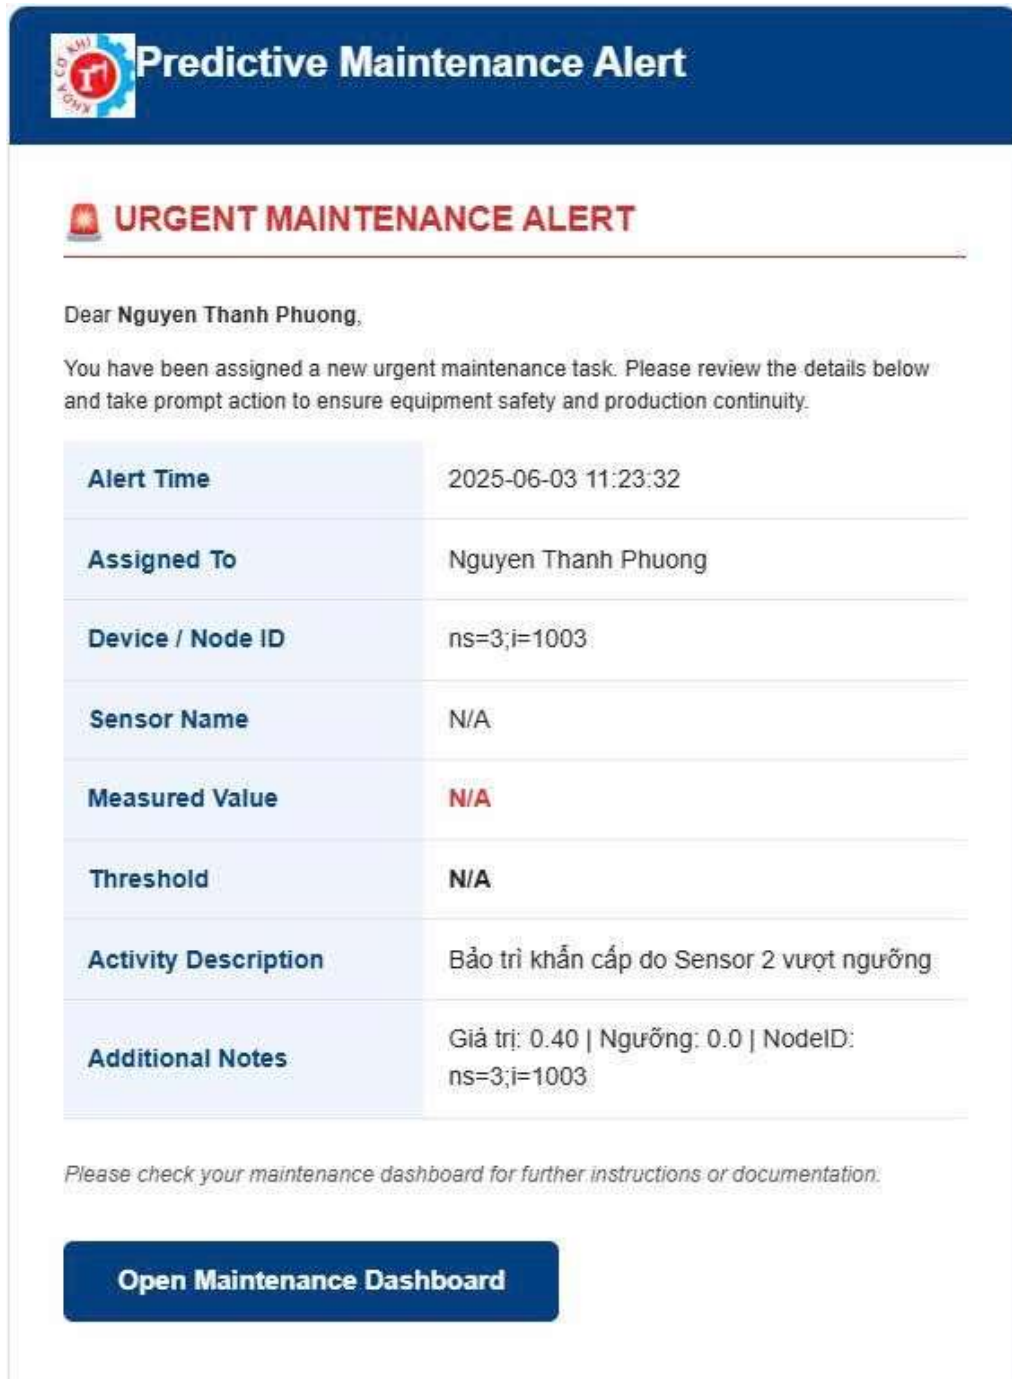 KHOA CƠ KHÍ
Predictive Maintenance Alert
URGENT MAINTENANCE ALERT
Dear Nguyen Thanh Phuong,
You have been assigned a new urgent maintenance task. Please review the details below
and take prompt action to ensure equipment safety and production continuity.
Alert Time 2025-06-03 11:23:32
Assigned To Nguyen Thanh Phuong
Device / Node ID ns=3;i=1003
Sensor Name N/A
Measured Value N/A
Threshold N/A
Activity Description Bảo trì khẩn cấp do Sensor 2 vượt ngưỡng
Additional Notes Giá trị: 0.40 | Ngưỡng: 0.0 | NodeID:
ns=3;i=1003
Please check your maintenance dashboard for further instructions or documentation.
Open Maintenance Dashboard